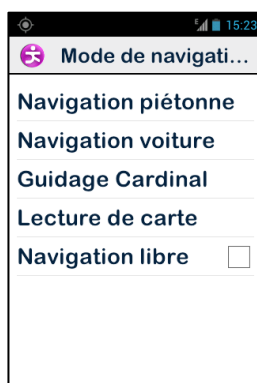 E 15:23
Mode de navigati...
Navigation piétonne
Navigation voiture
Guidage Cardinal
Lecture de carte
Navigation libre